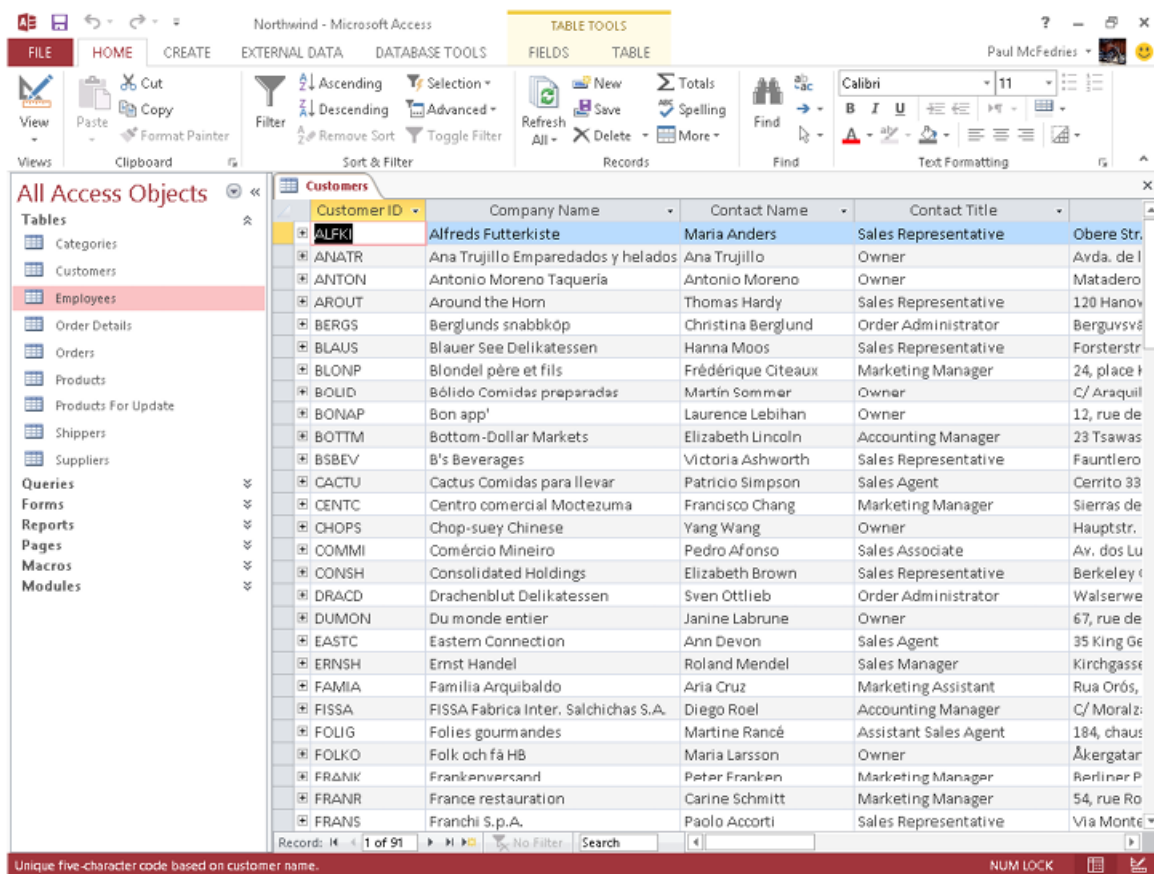 Northwind - Microsoft Access
TABLE TOOLS
?
FILE HOME CREATE EXTERNAL DATA DATABASE TOOLS FIELDS TABLE
Paul McFedries
View
Views
Paste
Cut
Copy
Format Painter
Clipboard
Filter
Ascending
Descending
Remove Sort
Selection
Advanced
Toggle Filter
Sort & Filter
Refresh
All
New
Save
Delete
Totals
Spelling
More
Records
Find
Find
Calibri 11
B I U
A
Text Formatting
All Access Objects
Tables
Categories
Customers
Employees
Order Details
Orders
Products
Products For Update
Shippers
Suppliers
Queries
Forms
Reports
Pages
Macros
Modules
Customers
Customer ID Company Name Contact Name Contact Title
ALFKI Alfreds Futterkiste Maria Anders Sales Representative Obere Str.
ANATR Ana Trujillo Emparedados y helados Ana Trujillo Owner Avda. de l
ANTON Antonio Moreno Taquería Antonio Moreno Owner Matadero
AROUT Around the Horn Thomas Hardy Sales Representative 120 Hanov
BERGS Berglunds snabbköp Christina Berglund Order Administrator Berguvsvä
BLAUS Blauer See Delikatessen Hanna Moos Sales Representative Forsterstr
BLONP Blondel père et fils Frédérique Citeaux Marketing Manager 24, place
BOLID Bólido Comidas preparadas Martín Sommer Owner C/ Araquil
BONAP Bon app' Laurence Lebihan Owner 12, rue de
BOTTM Bottom-Dollar Markets Elizabeth Lincoln Accounting Manager 23 Tsawas
BSBEV B's Beverages Victoria Ashworth Sales Representative Fauntlero
CACTU Cactus Comidas para llevar Patricio Simpson Sales Agent Cerrito 33
CENTC Centro comercial Moctezuma Francisco Chang Marketing Manager Sierras de
CHOPS Chop-suey Chinese Yang Wang Owner Hauptstr.
COMMI Comércio Mineiro Pedro Afonso Sales Associate Av. dos Lu
CONSH Consolidated Holdings Elizabeth Brown Sales Representative Berkeley
DRACD Drachenblut Delikatessen Sven Ottlieb Order Administrator Walserwe
DUMON Du monde entier Janine Labrune Owner 67, rue de
EASTC Eastern Connection Ann Devon Sales Agent 35 King Ge
ERNSH Ernst Handel Roland Mendel Sales Manager Kirchgasse
FAMIA Familia Arquibaldo Aria Cruz Marketing Assistant Rua Orós,
FISSA FISSA Fabrica Inter. Salchichas S.A. Diego Roel Accounting Manager C/ Moralz
FOLIG Folies gourmandes Martine Rancé Assistant Sales Agent 184, chaus
FOLKO Folk och fä HB Maria Larsson Owner Åkergatan
FRANK Frankenversand Peter Franken Marketing Manager Berliner P
FRANR France restauration Carine Schmitt Marketing Manager 54, rue Ro
FRANS Franchi S.p.A. Paolo Accorti Sales Representative Via Monte
Record: 1 of 91 No Filter Search
Unique five-character code based on customer name. NUM LOCK